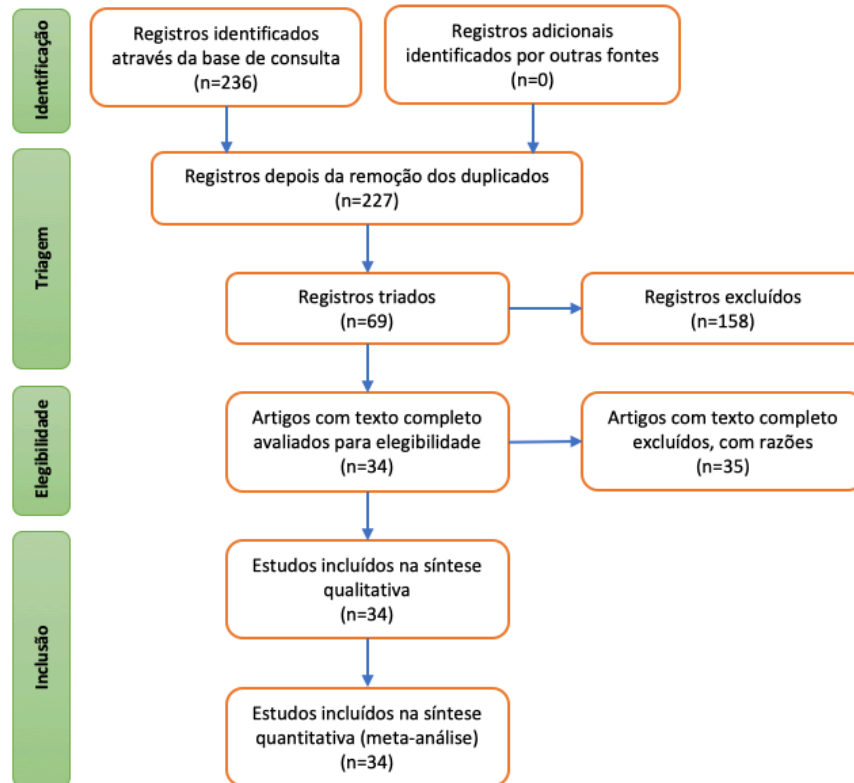 Identificação
Registros identificados
através da base de consulta
(n=236)
Registros adicionais
identificados por outras fontes
(n=0)
Triagem
Registros depois da remoção dos duplicados
(n=227)
Registros triados
(n=69)
Registros excluídos
(n=158)
Elegibilidade
Artigos com texto completo
avaliados para elegibilidade
(n=34)
Artigos com texto completo
excluídos, com razões
(n=35)
Inclusão
Estudos incluídos na síntese
qualitativa
(n=34)
Estudos incluídos na síntese
quantitativa (meta-análise)
(n=34)